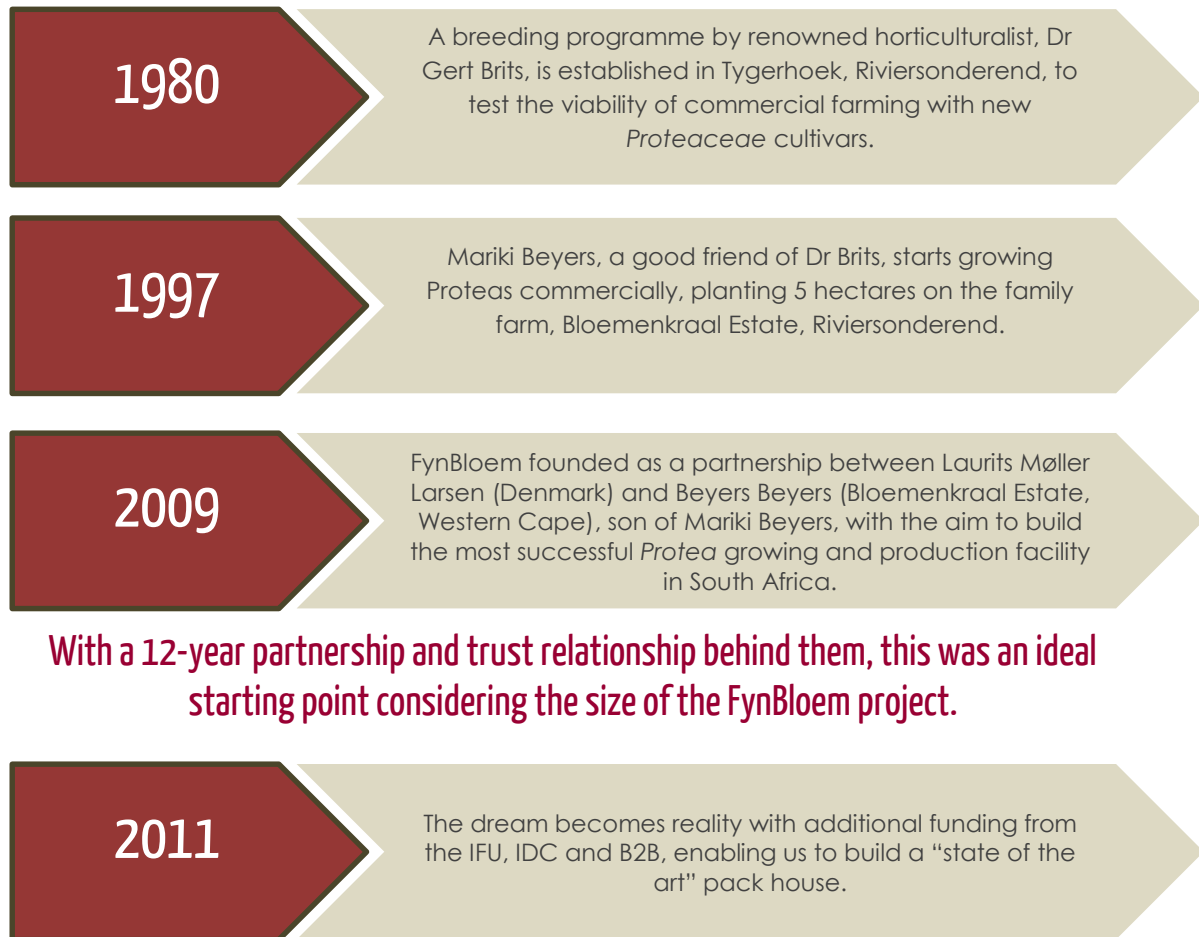 1980
A breeding programme by renowned horticulturalist, Dr
Gert Brits, is established in Tygerhoek, Riviersonderend, to
test the viability of commercial farming with new
Proteaceae cultivars.
1997
Mariki Beyers, a good friend of Dr Brits, starts growing
Proteas commercially, planting 5 hectares on the family
farm, Bloemenkraal Estate, Riviersonderend.
2009
FynBloem founded as a partnership between Laurits Møller
Larsen (Denmark) and Beyers Beyers (Bloemenkraal Estate,
Western Cape), son of Mariki Beyers, with the aim to build
the most successful Protea growing and production facility
in South Africa.
With a 12-year partnership and trust relationship behind them, this was an ideal
starting point considering the size of the FynBloem project.
2011
The dream becomes reality with additional funding from
the IFU, IDC and B2B, enabling us to build a “state of the
art” pack house.